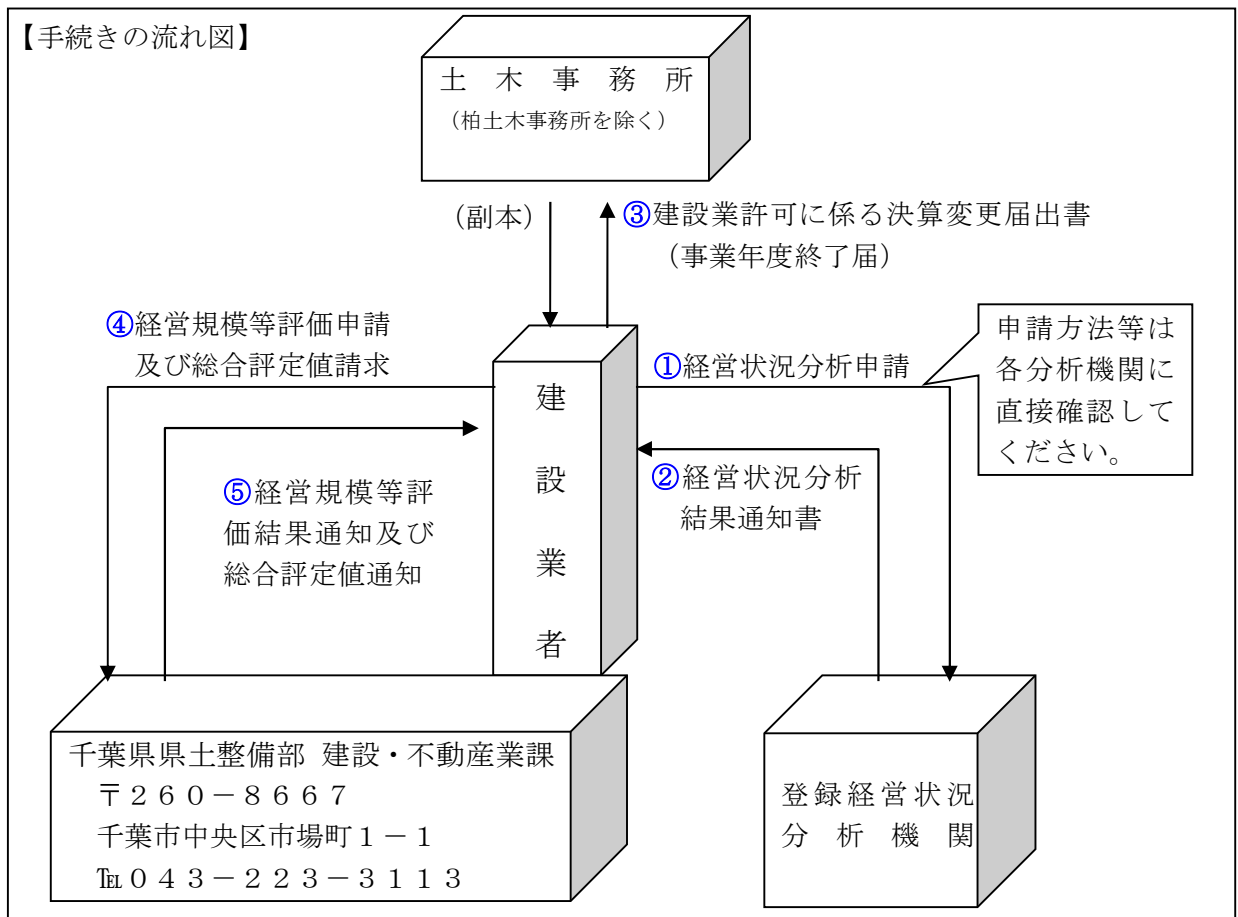 【手続きの流れ図】
土木事務所
（柏土木事務所を除く）
（副本）
③建設業許可に係る決算変更届出書
（事業年度終了届）
④経営規模等評価申請
及び総合評定値請求
①経営状況分析申請
申請方法等は
各分析機関に
直接確認して
ください。
建設業者
②経営状況分析
結果通知書
⑤経営規模等評
価結果通知及び
総合評定値通知
千葉県県土整備部 建設・不動産業課
〒２６０－８６６７
千葉市中央区市場町１－１
℡０４３－２２３－３１１３
登録経営状況
分析機関